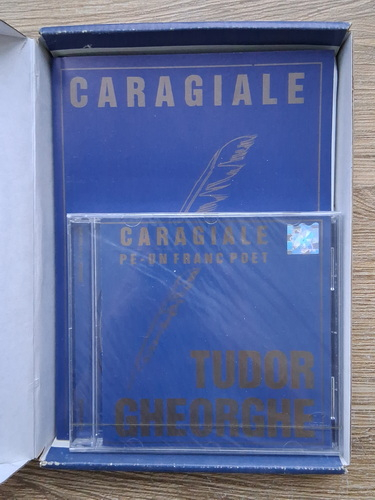 CARAGIALE
CARAGIALE
PE-UN FRANC POET
TUDOR
GHEORGHE